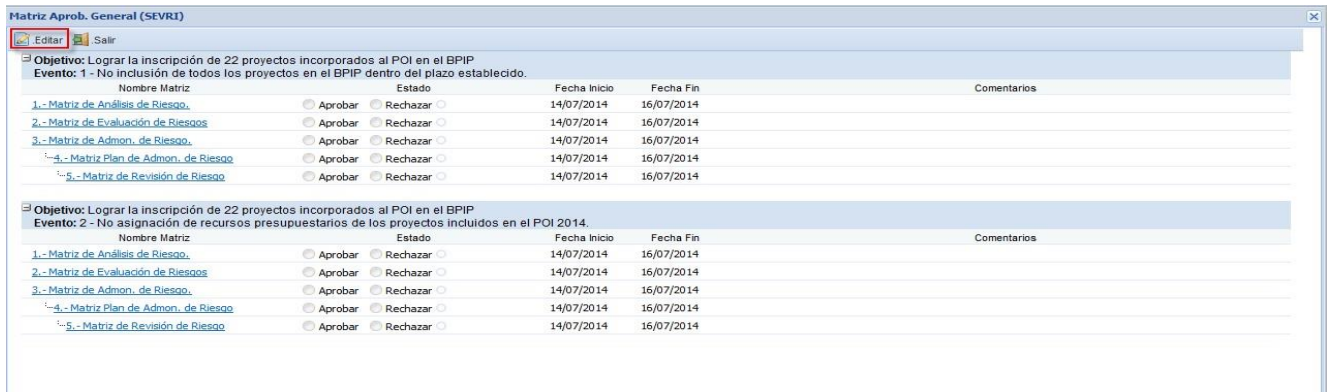 Matriz Aprob. General (SEVRI)
.Editar .Salir
Objetivo: Lograr la inscripción de 22 proyectos incorporados al POI en el BPIP
Evento: 1 - No inclusión de todos los proyectos en el BPIP dentro del plazo establecido.
Nombre Matriz Estado Fecha Inicio Fecha Fin Comentarios
1.- Matriz de Análisis de Riesgo. Aprobar Rechazar 14/07/2014 16/07/2014
2.- Matriz de Evaluación de Riesgos Aprobar Rechazar 14/07/2014 16/07/2014
3.- Matriz de Admon. de Riesgo. Aprobar Rechazar 14/07/2014 16/07/2014
4.- Matriz Plan de Admon. de Riesgo Aprobar Rechazar 14/07/2014 16/07/2014
5.- Matriz de Revisión de Riesgo Aprobar Rechazar 14/07/2014 16/07/2014
Objetivo: Lograr la inscripción de 22 proyectos incorporados al POI en el BPIP
Evento: 2 - No asignación de recursos presupuestarios de los proyectos incluidos en el POI 2014.
Nombre Matriz Estado Fecha Inicio Fecha Fin Comentarios
1.- Matriz de Análisis de Riesgo. Aprobar Rechazar 14/07/2014 16/07/2014
2.- Matriz de Evaluación de Riesgos Aprobar Rechazar 14/07/2014 16/07/2014
3.- Matriz de Admon. de Riesgo. Aprobar Rechazar 14/07/2014 16/07/2014
4.- Matriz Plan de Admon. de Riesgo Aprobar Rechazar 14/07/2014 16/07/2014
5.- Matriz de Revisión de Riesgo Aprobar Rechazar 14/07/2014 16/07/2014